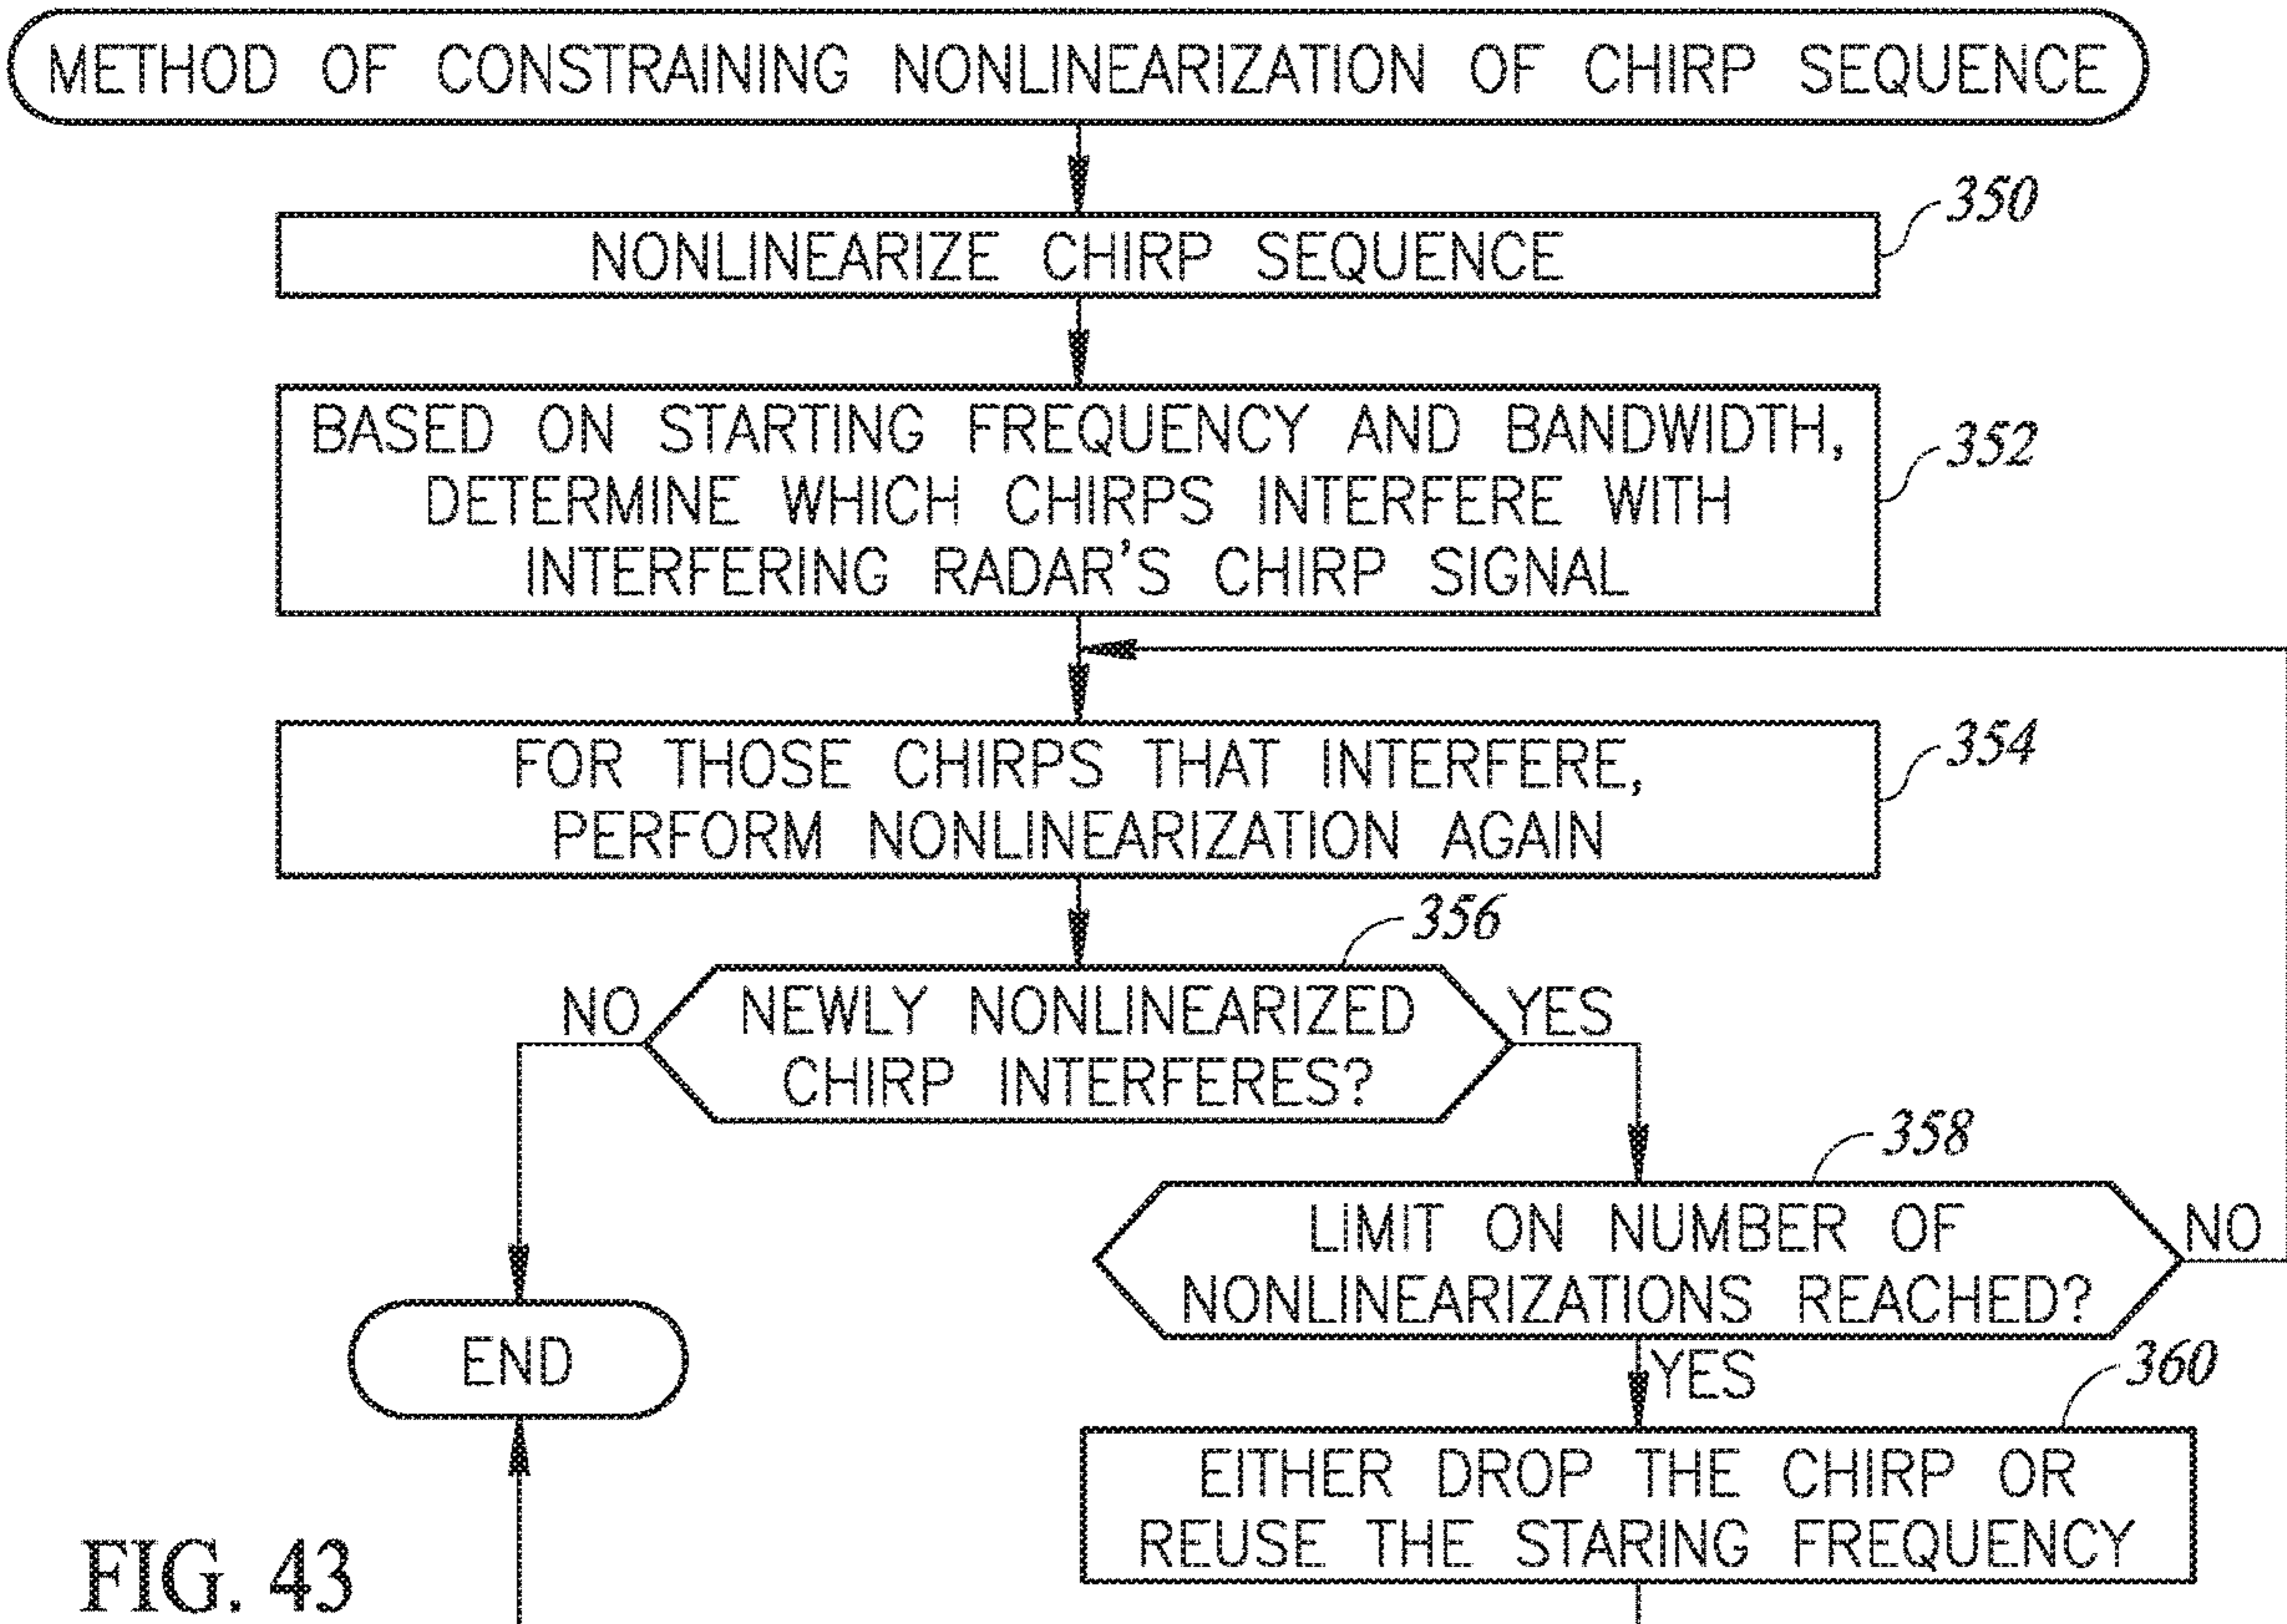 METHOD OF CONSTRAINING NONLINEARIZATION OF CHIRP SEQUENCE
350
NONLINEARIZE CHIRP SEQUENCE
BASED ON STARTING FREQUENCY AND BANDWIDTH,
DETERMINE WHICH CHIRPS INTERFERE WITH
INTERFERING RADAR'S CHIRP SIGNAL
352
FOR THOSE CHIRPS THAT INTERFERE,
PERFORM NONLINEARIZATION AGAIN
354
356
NO
NEWLY NONLINEARIZED
CHIRP INTERFERES?
YES
358
LIMIT ON NUMBER OF
NONLINEARIZATIONS REACHED?
NO
END
YES
360
EITHER DROP THE CHIRP OR
REUSE THE STARING FREQUENCY
FIG. 43